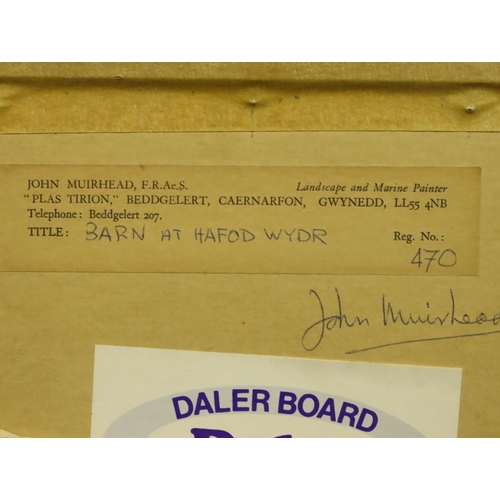 JOHN MUIRHEAD, F.R.Ac.S. Landscape and Marine Painter
"PLAS TIRION," BEDDGELERT, CAERNARFON, GWYNEDD, LL55 4NB
Telephone: Beddgelert 207.
TITLE: BARN AT HAFOD WYDR Reg. No.:
470
John Muirhead
DALER BOARD